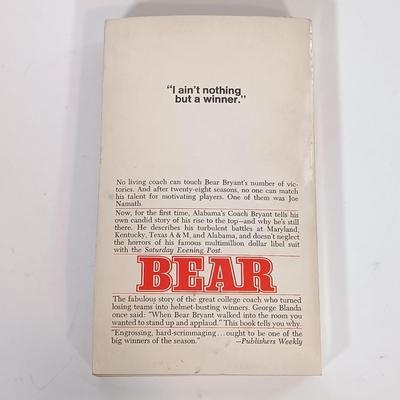 "I ain't nothing
but a winner."
No living coach can touch Bear Bryant's number of vic-
tories. And after twenty-eight seasons, no one can match
his talent for motivating players. One of them was Joe
Namath.
Now, for the first time, Alabama's Coach Bryant tells his
own candid story of his rise to the top—and why he's still
there. He describes his turbulent battles at Maryland,
Kentucky, Texas A & M, and Alabama, and doesn't neglect
the horrors of his famous multimillion dollar libel suit
with the Saturday Evening Post.
BEAR
The fabulous story of the great college coach who turned
losing teams into helmet-busting winners. George Blanda
once said: "When Bear Bryant walked into the room you
wanted to stand up and applaud." This book tells you why.
"Engrossing, hard-scrimmaging...ought to be one of the
big winners of the season." —Publishers Weekly